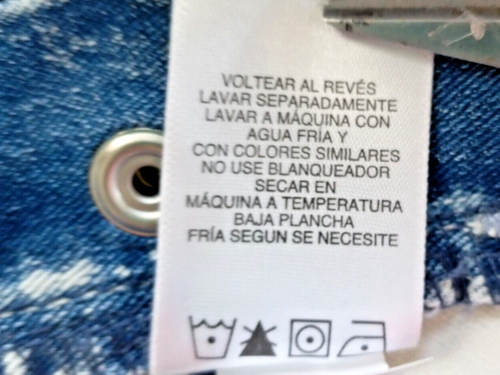 VOLTEAR AL REVÉS
LAVAR SEPARADAMENTE
LAVAR A MÁQUINA CON
AGUA FRÍA Y
CON COLORES SIMILARES
NO USE BLANQUEADOR
SECAR EN
MÁQUINA A TEMPERATURA
BAJA PLANCHA
FRÍA SEGUN SE NECESITE